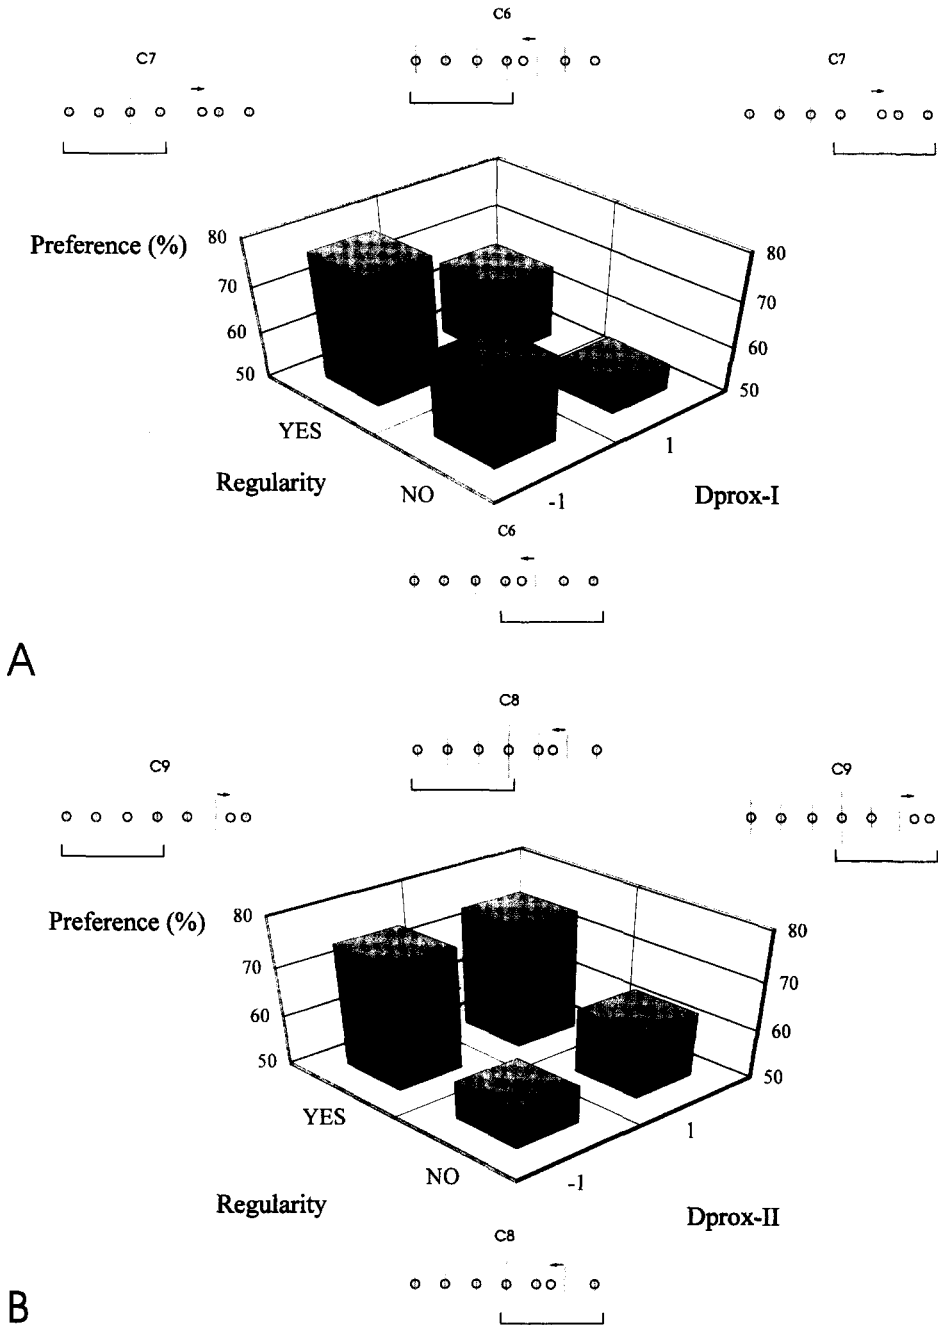 C6
C7
C7
Preference (%)
80
70
60
50
80
70
60
50
YES
NO
Regularity
-1
1
Dprox-I
C6
A
C8
C9
C9
Preference (%)
80
70
60
50
80
70
60
50
YES
NO
Regularity
-1
1
Dprox-II
C8
B